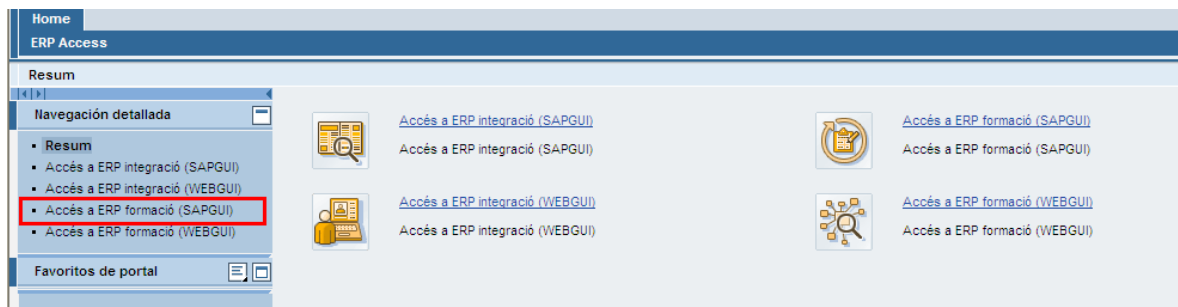 Home
ERP Access
Resum
Navegación detallada
Resum
Accés a ERP integració (SAPGUI)
Accés a ERP integració (WEBGUI)
Accés a ERP formació (SAPGUI)
Accés a ERP formació (WEBGUI)
Favoritos de portal
Accés a ERP integració (SAPGUI)
Accés a ERP integració (SAPGUI)
Accés a ERP integració (WEBGUI)
Accés a ERP integració (WEBGUI)
Accés a ERP formació (SAPGUI)
Accés a ERP formació (SAPGUI)
Accés a ERP formació (WEBGUI)
Accés a ERP formació (WEBGUI)